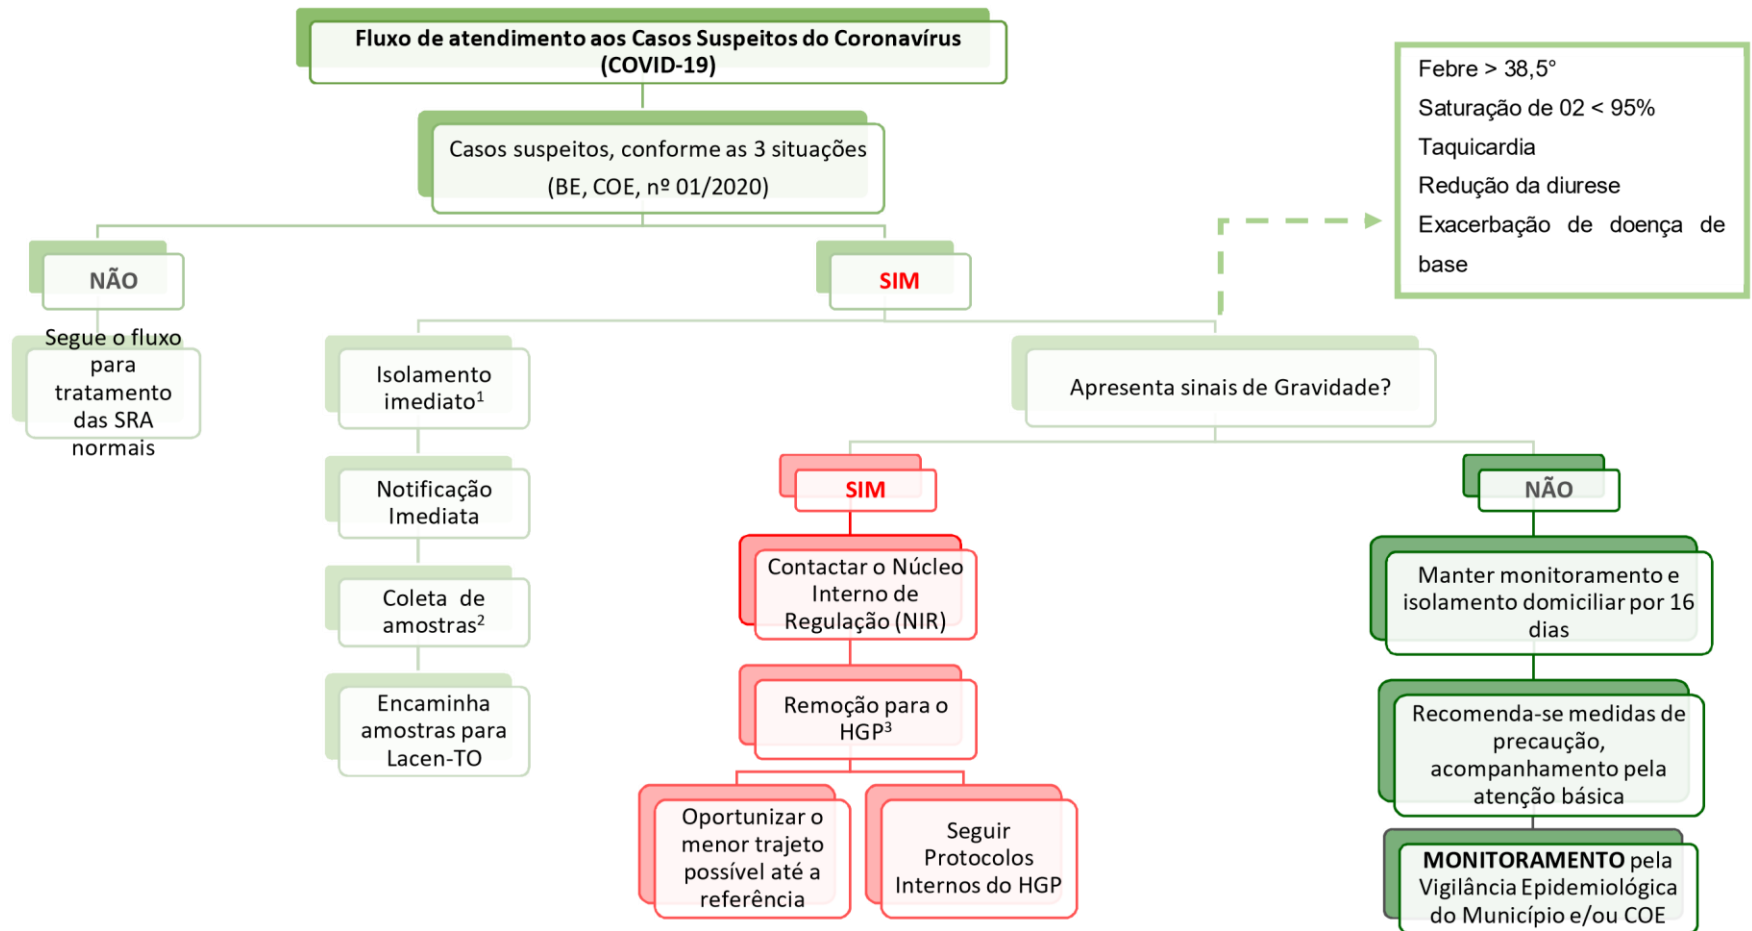 Fluxo de atendimento aos Casos Suspeitos do Coronavírus
(COVID-19)
Casos suspeitos, conforme as 3 situações
(BE, COE, nº 01/2020)
Febre > 38,5°
Saturação de 02 < 95%
Taquicardia
Redução da diurese
Exacerbação de doença de
base
NÃO
SIM
Segue o fluxo
para
tratamento
das SRA
normais
Isolamento
imediato¹
Notificação
Imediata
Coleta de
amostras²
Encaminha
amostras para
Lacen-TO
Apresenta sinais de Gravidade?
SIM
Contactar o Núcleo
Interno de
Regulação (NIR)
Remoção para o
HGP³
Oportunizar o
menor trajeto
possível até a
referência
Seguir
Protocolos
Internos do HGP
NÃO
Manter monitoramento e
isolamento domiciliar por 16
dias
Recomenda-se medidas de
precaução,
acompanhamento pela
atenção básica
MONITORAMENTO pela
Vigilância Epidemiológica
do Município e/ou COE